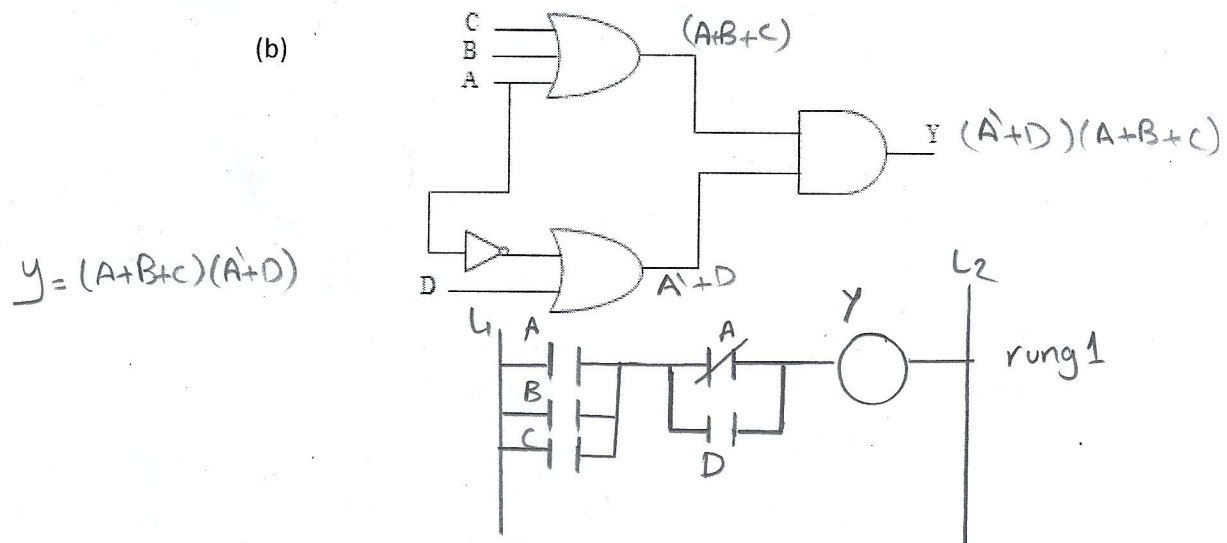 (b)
C
B
A
(A+B+C)
Y (A'+D)(A+B+C)
y=(A+B+C)(A'+D)
D
A'+D
L1
L2
A
A
Y
rung 1
B
C
D